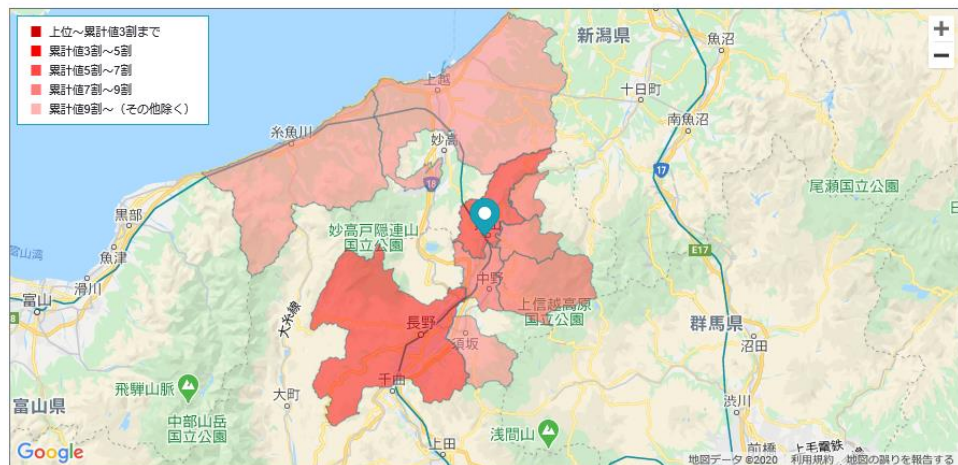 上位～累計値3割まで
累計値3割～5割
累計値5割～7割
累計値7割～9割
累計値9割～（その他除く）
+
−
新潟県
魚沼
上越
十日町
糸魚川
妙高
南魚沼
17
18
尾瀬国立公園
黒部
妙高戸隠連山
国立公園
E17
魚津
中野
滑川
富山
8
大糸線
上信越高原
国立公園
長野
須坂
群馬県
沼田
千曲
飛騨山脈
大町
富山県
渋川
中部山岳
国立公園
浅間山
上田
前橋
上毛電鉄
Google
地図データ ©2020
利用規約
地図の誤りを報告する